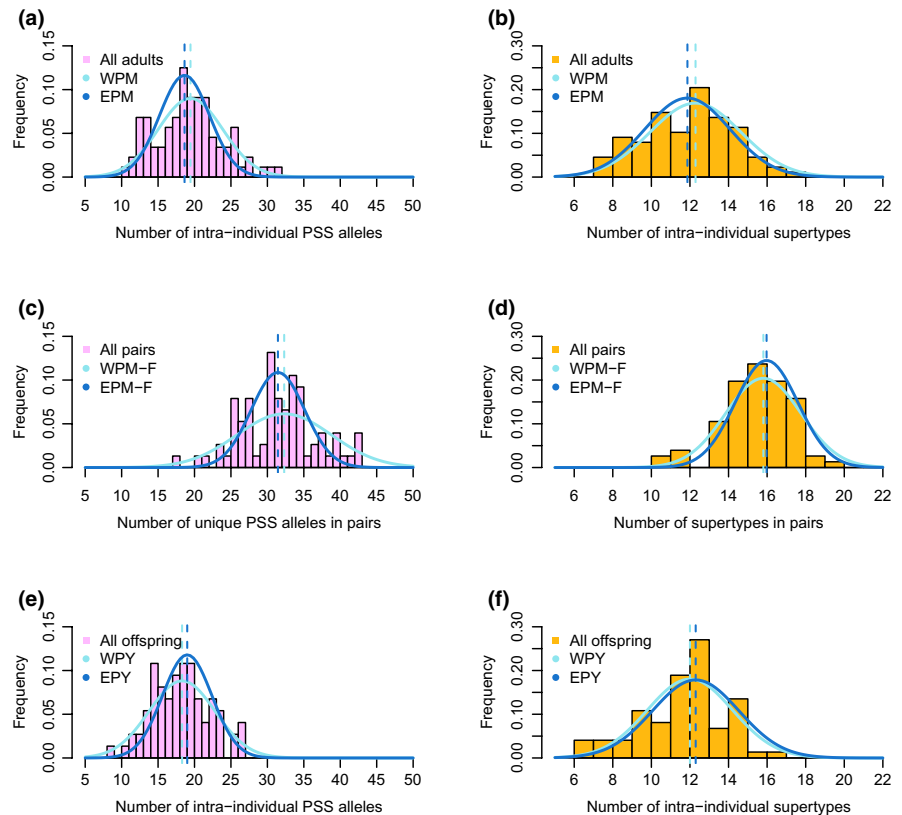 (a)
0.15
0.10
0.05
0.00
Frequency
All adults
WPM
EPM
5 10 15 20 25 30 35 40 45 50
Number of intra−individual PSS alleles
(b)
0.30
0.20
0.10
0.00
Frequency
All adults
WPM
EPM
6 8 10 12 14 16 18 20 22
Number of intra−individual supertypes
(c)
0.15
0.10
0.05
0.00
Frequency
All pairs
WPM−F
EPM−F
5 10 15 20 25 30 35 40 45 50
Number of unique PSS alleles in pairs
(d)
0.30
0.20
0.10
0.00
Frequency
All pairs
WPM−F
EPM−F
6 8 10 12 14 16 18 20 22
Number of supertypes in pairs
(e)
0.15
0.10
0.05
0.00
Frequency
All offspring
WPY
EPY
5 10 15 20 25 30 35 40 45 50
Number of intra−individual PSS alleles
(f)
0.30
0.20
0.10
0.00
Frequency
All offspring
WPY
EPY
6 8 10 12 14 16 18 20 22
Number of intra−individual supertypes